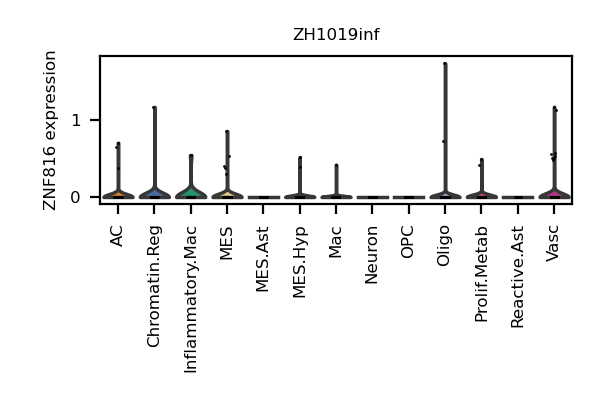 ZH1019inf
ZNF816 expression
1
0
AC
Chromatin.Reg
Inflammatory.Mac
MES
MES.Ast
MES.Hyp
Mac
Neuron
OPC
Oligo
Prolif.Metab
Reactive.Ast
Vasc